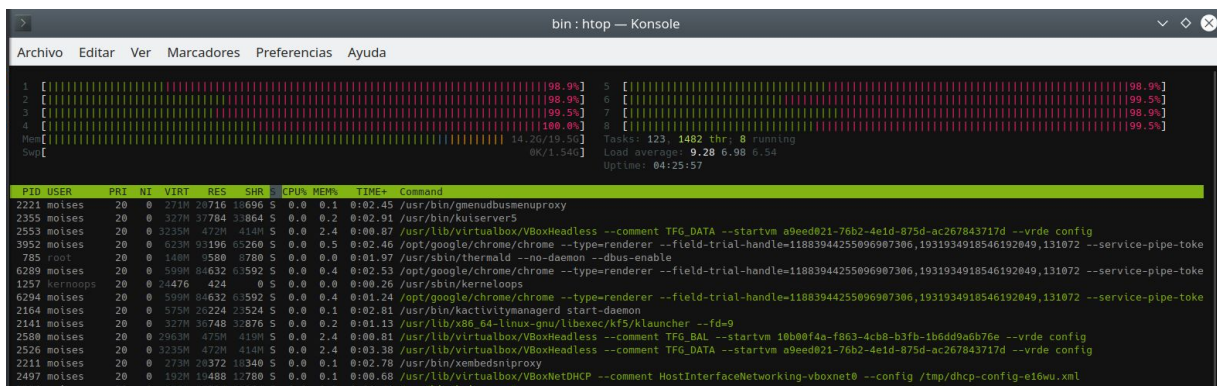 bin : htop — Konsole
Archivo Editar Ver Marcadores Preferencias Ayuda
1 [98.9%] 5 [98.9%]
2 [98.9%] 6 [99.5%]
3 [99.5%] 7 [98.9%]
4 [100.0%] 8 [99.5%]
Mem[14.2G/19.5G] Tasks: 123, 1482 thr; 8 running
Swp[0K/1.54G] Load average: 9.28 6.98 6.54
Uptime: 04:25:57
PID USER PRI NI VIRT RES SHR S CPU% MEM% TIME+ Command
2221 moises 20 0 271M 20716 18696 S 0.0 0.1 0:02.45 /usr/bin/gmenudbusmenuproxy
2355 moises 20 0 327M 37784 33864 S 0.0 0.2 0:02.91 /usr/bin/kuiserver5
2553 moises 20 0 3235M 472M 414M S 0.0 2.4 0:00.87 /usr/lib/virtualbox/VBoxHeadless --comment TFG_DATA --startvm a9eed021-76b2-4e1d-875d-ac267843717d --vrde config
3952 moises 20 0 623M 93196 65260 S 0.0 0.5 0:02.46 /opt/google/chrome/chrome --type=renderer --field-trial-handle=11883944255096907306,1931934918546192049,131072 --service-pipe-toke
785 root 20 0 140M 9580 8780 S 0.0 0.0 0:01.97 /usr/sbin/thermald --no-daemon --dbus-enable
6289 moises 20 0 599M 84632 63592 S 0.0 0.4 0:02.53 /opt/google/chrome/chrome --type=renderer --field-trial-handle=11883944255096907306,1931934918546192049,131072 --service-pipe-toke
1257 kernoops 20 0 24476 424 0 S 0.0 0.0 0:00.26 /usr/sbin/kerneloops
6294 moises 20 0 599M 84632 63592 S 0.0 0.4 0:01.24 /opt/google/chrome/chrome --type=renderer --field-trial-handle=11883944255096907306,1931934918546192049,131072 --service-pipe-toke
2164 moises 20 0 575M 26224 23524 S 0.0 0.1 0:02.81 /usr/bin/kactivitymanagerd start-daemon
2141 moises 20 0 327M 36748 32876 S 0.0 0.2 0:01.13 /usr/lib/x86_64-linux-gnu/libexec/kf5/klauncher --fd=9
2580 moises 20 0 2963M 475M 419M S 0.0 2.4 0:00.81 /usr/lib/virtualbox/VBoxHeadless --comment TFG_BAL --startvm 10b00f4a-f863-4cb8-b3fb-1b6dd9a6b76e --vrde config
2526 moises 20 0 3235M 472M 414M S 0.0 2.4 0:03.38 /usr/lib/virtualbox/VBoxHeadless --comment TFG_DATA --startvm a9eed021-76b2-4e1d-875d-ac267843717d --vrde config
2211 moises 20 0 273M 20372 18340 S 0.0 0.1 0:02.78 /usr/bin/xembedsniproxy
2497 moises 20 0 192M 19488 12780 S 0.0 0.1 0:00.68 /usr/lib/virtualbox/VBoxNetDHCP --comment HostInterfaceNetworking-vboxnet0 --config /tmp/dhcp-config-e16wu.xml